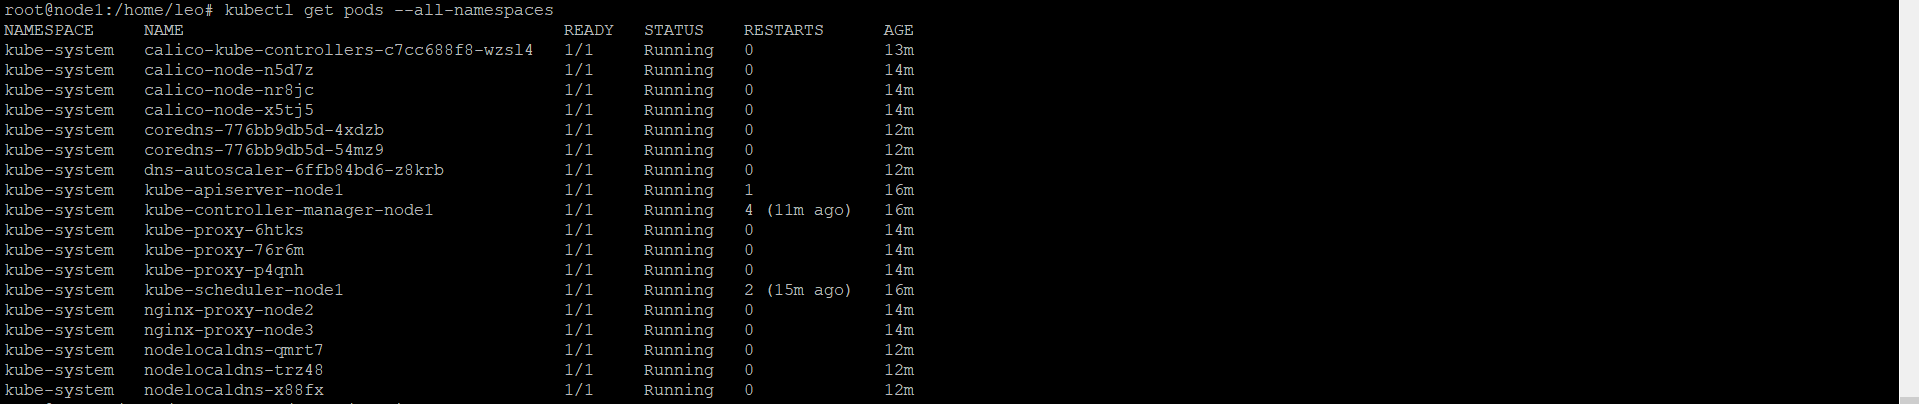 root@node1:/home/leo# kubectl get pods --all-namespaces
NAMESPACE     NAME                                      READY   STATUS    RESTARTS      AGE
kube-system   calico-kube-controllers-c7cc688f8-wzsl4   1/1     Running   0             13m
kube-system   calico-node-n5d7z                         1/1     Running   0             14m
kube-system   calico-node-nr8jc                         1/1     Running   0             14m
kube-system   calico-node-x5tj5                         1/1     Running   0             14m
kube-system   coredns-776bb9db5d-4xdzb                  1/1     Running   0             12m
kube-system   coredns-776bb9db5d-54mz9                  1/1     Running   0             12m
kube-system   dns-autoscaler-6ffb84bd6-z8krb            1/1     Running   0             12m
kube-system   kube-apiserver-node1                      1/1     Running   1             16m
kube-system   kube-controller-manager-node1             1/1     Running   4 (11m ago)   16m
kube-system   kube-proxy-6htks                          1/1     Running   0             14m
kube-system   kube-proxy-76r6m                          1/1     Running   0             14m
kube-system   kube-proxy-p4qnh                          1/1     Running   0             14m
kube-system   kube-scheduler-node1                      1/1     Running   2 (15m ago)   16m
kube-system   nginx-proxy-node2                         1/1     Running   0             14m
kube-system   nginx-proxy-node3                         1/1     Running   0             14m
kube-system   nodelocaldns-qmrt7                        1/1     Running   0             12m
kube-system   nodelocaldns-trz48                        1/1     Running   0             12m
kube-system   nodelocaldns-x88fx                        1/1     Running   0             12m